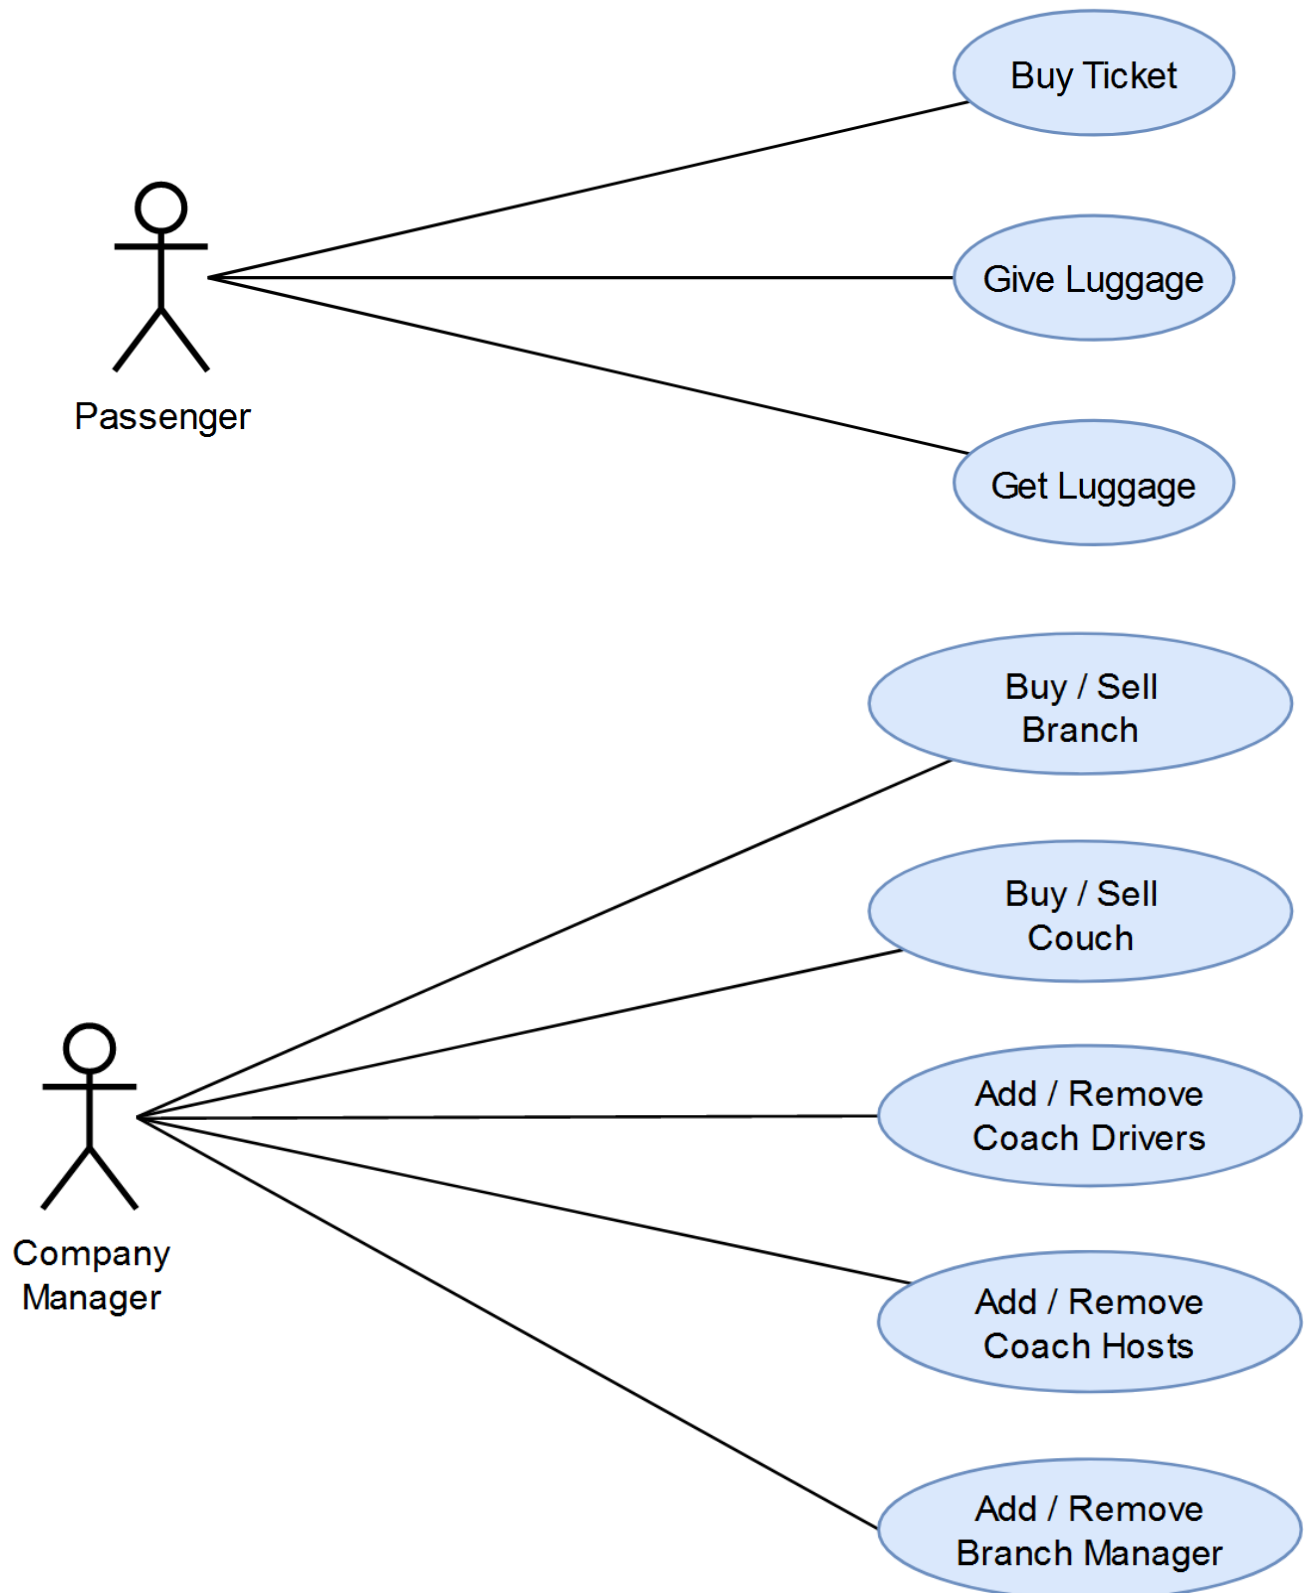 Buy Ticket
Give Luggage
Passenger
Get Luggage
Buy / Sell
Branch
Buy / Sell
Couch
Add / Remove
Coach Drivers
Company
Manager
Add / Remove
Coach Hosts
Add / Remove
Branch Manager